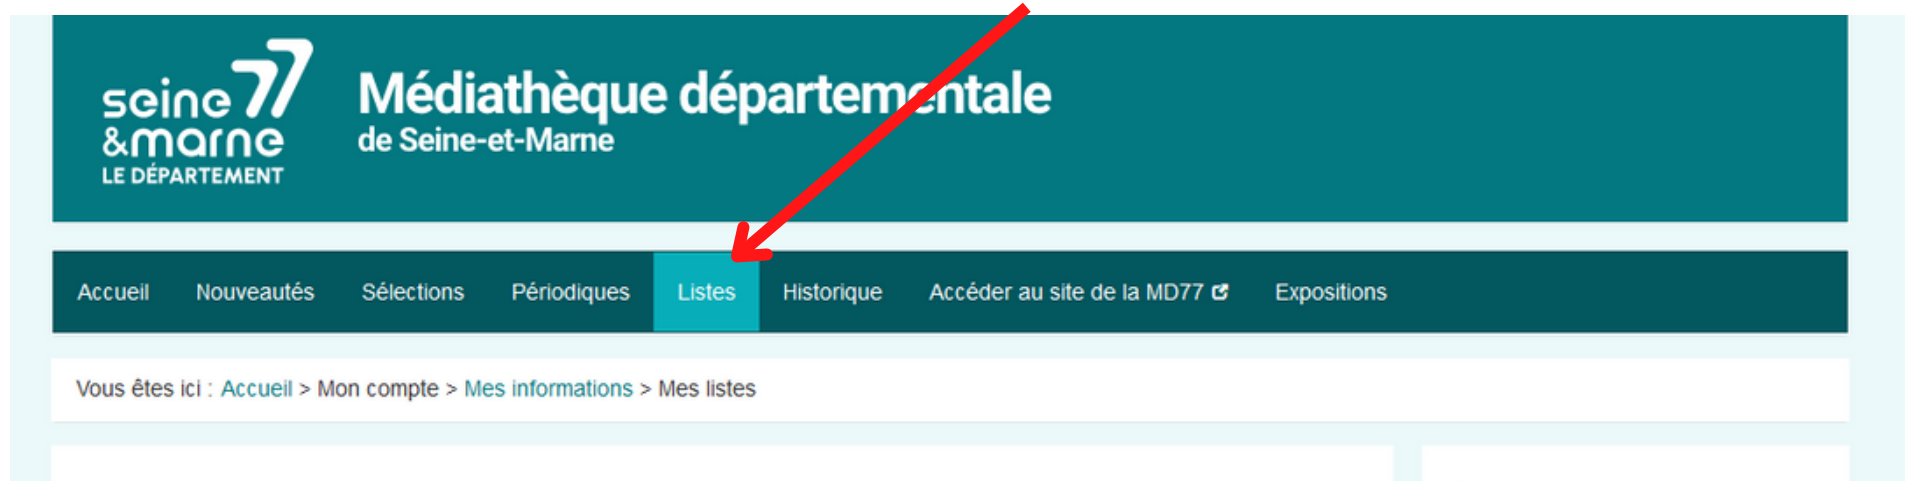 seine 77
&marne
LE DÉPARTEMENT
Médiathèque départementale
de Seine-et-Marne
Accueil Nouveautés Sélections Périodiques Listes Historique Accéder au site de la MD77 Expositions
Vous êtes ici : Accueil > Mon compte > Mes informations > Mes listes